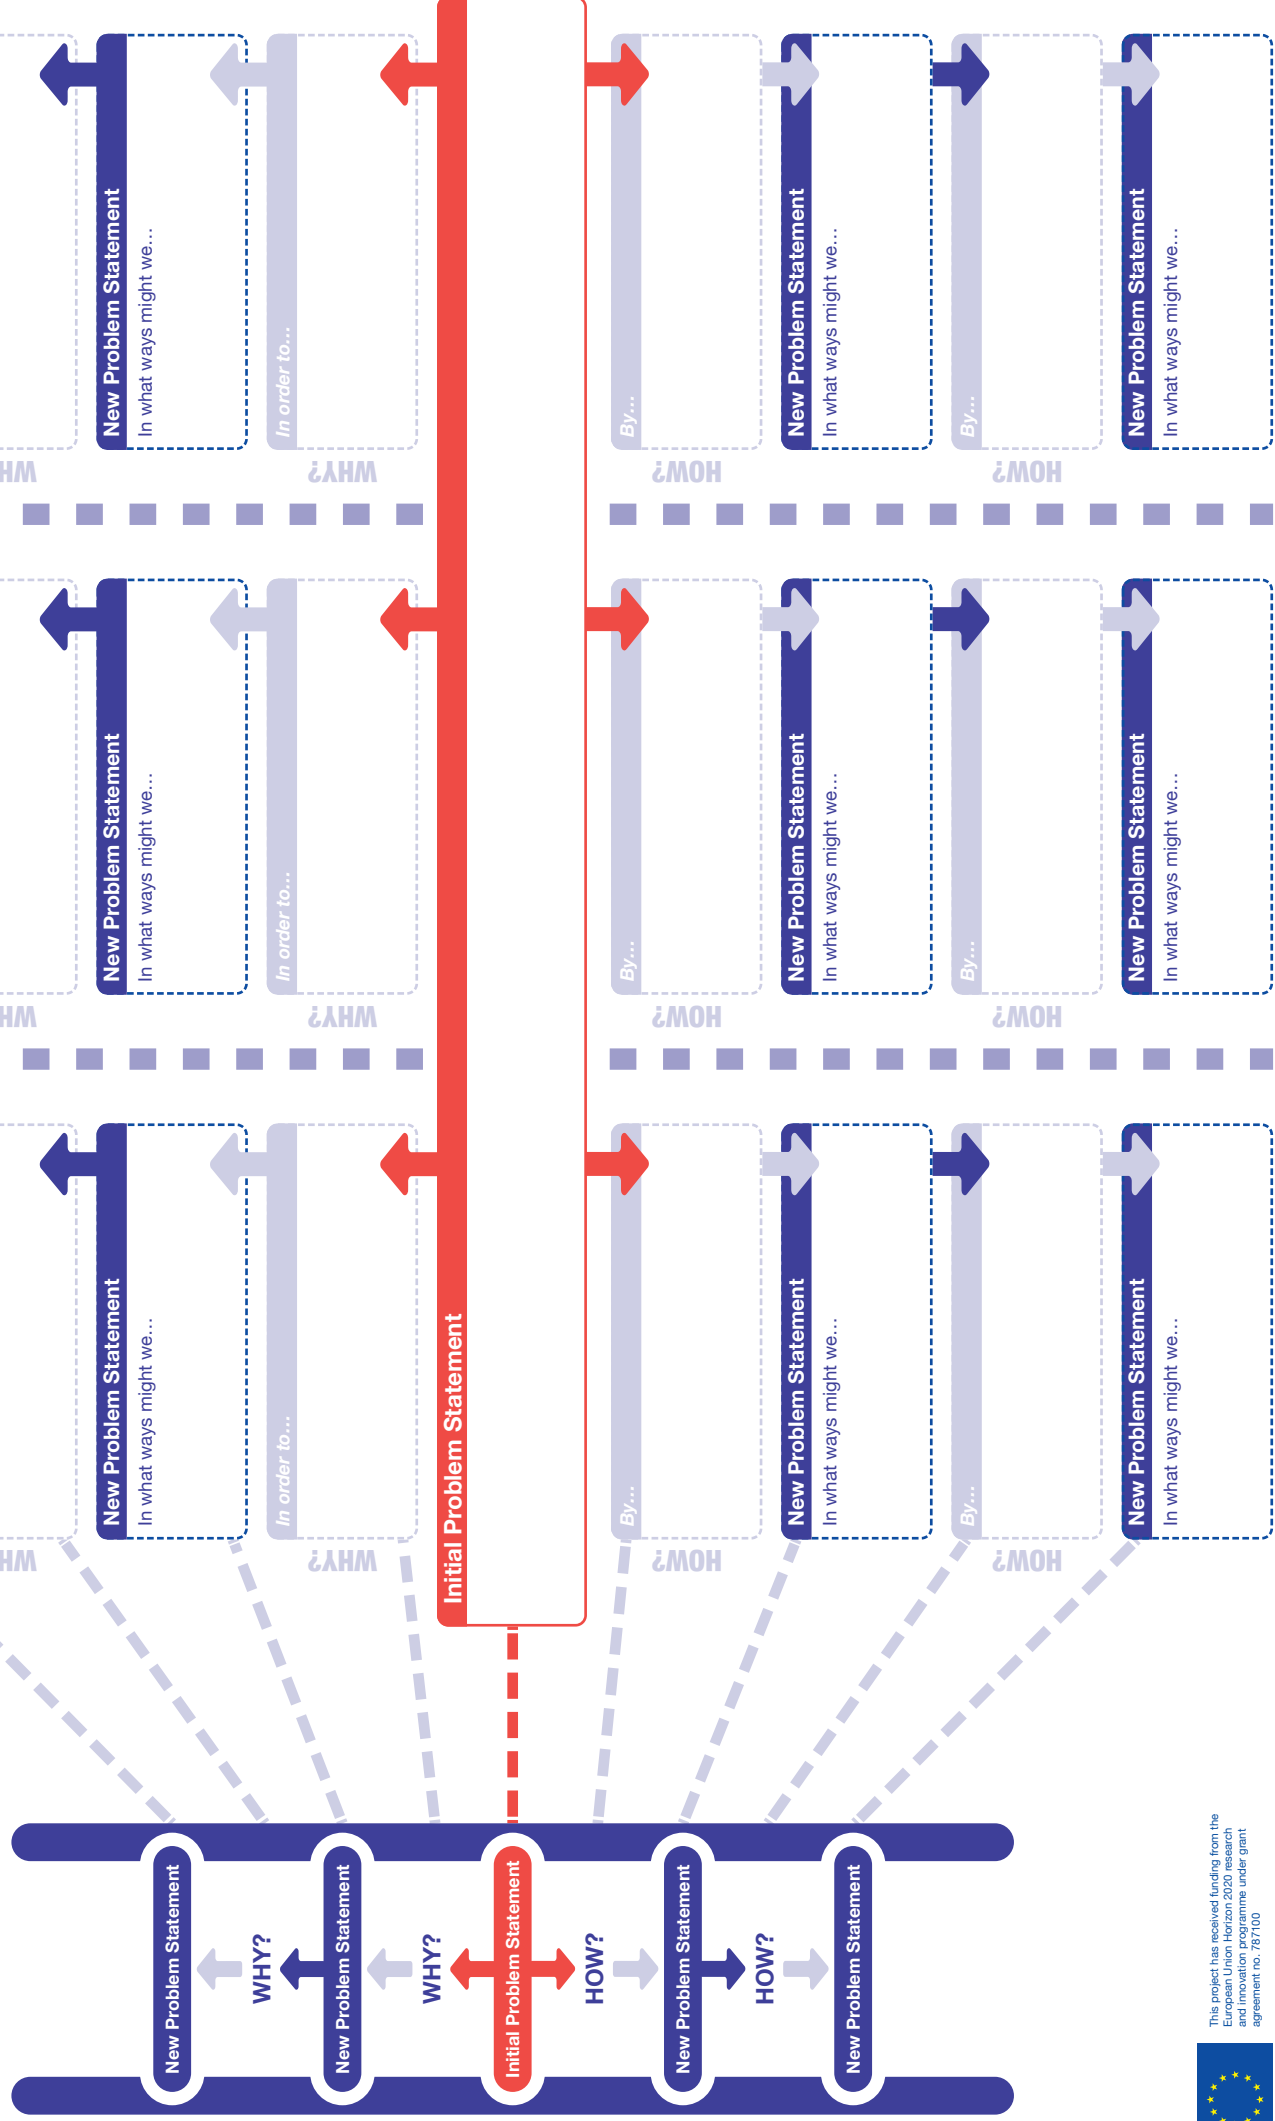 New Problem Statement
WHY?
New Problem Statement
WHY?
Initial Problem Statement
HOW?
New Problem Statement
HOW?
New Problem Statement
New Problem Statement
In what ways might we...
New Problem Statement
In what ways might we...
New Problem Statement
In what ways might we...
WHY?
In order to...
WHY?
In order to...
WHY?
In order to...
Initial Problem Statement
HOW?
By...
HOW?
By...
HOW?
By...
New Problem Statement
In what ways might we...
New Problem Statement
In what ways might we...
New Problem Statement
In what ways might we...
HOW?
By...
HOW?
By...
HOW?
By...
New Problem Statement
In what ways might we...
New Problem Statement
In what ways might we...
New Problem Statement
In what ways might we...
This project has received funding from the
European Union Horizon 2020 research
and innovation programme under grant
agreement no. 787100